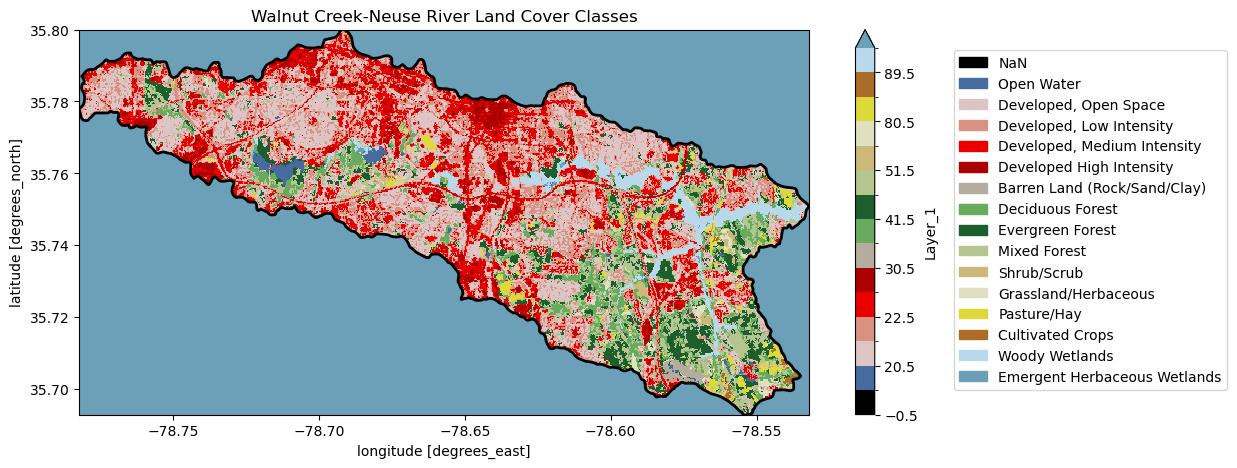 Walnut Creek-Neuse River Land Cover Classes
35.80
35.78
35.76
35.74
35.72
35.70
latitude [degrees_north]
−78.75
−78.70
−78.65
−78.60
−78.55
longitude [degrees_east]
89.5
80.5
51.5
41.5
30.5
22.5
20.5
−0.5
Layer_1
NaN
Open Water
Developed, Open Space
Developed, Low Intensity
Developed, Medium Intensity
Developed High Intensity
Barren Land (Rock/Sand/Clay)
Deciduous Forest
Evergreen Forest
Mixed Forest
Shrub/Scrub
Grassland/Herbaceous
Pasture/Hay
Cultivated Crops
Woody Wetlands
Emergent Herbaceous Wetlands